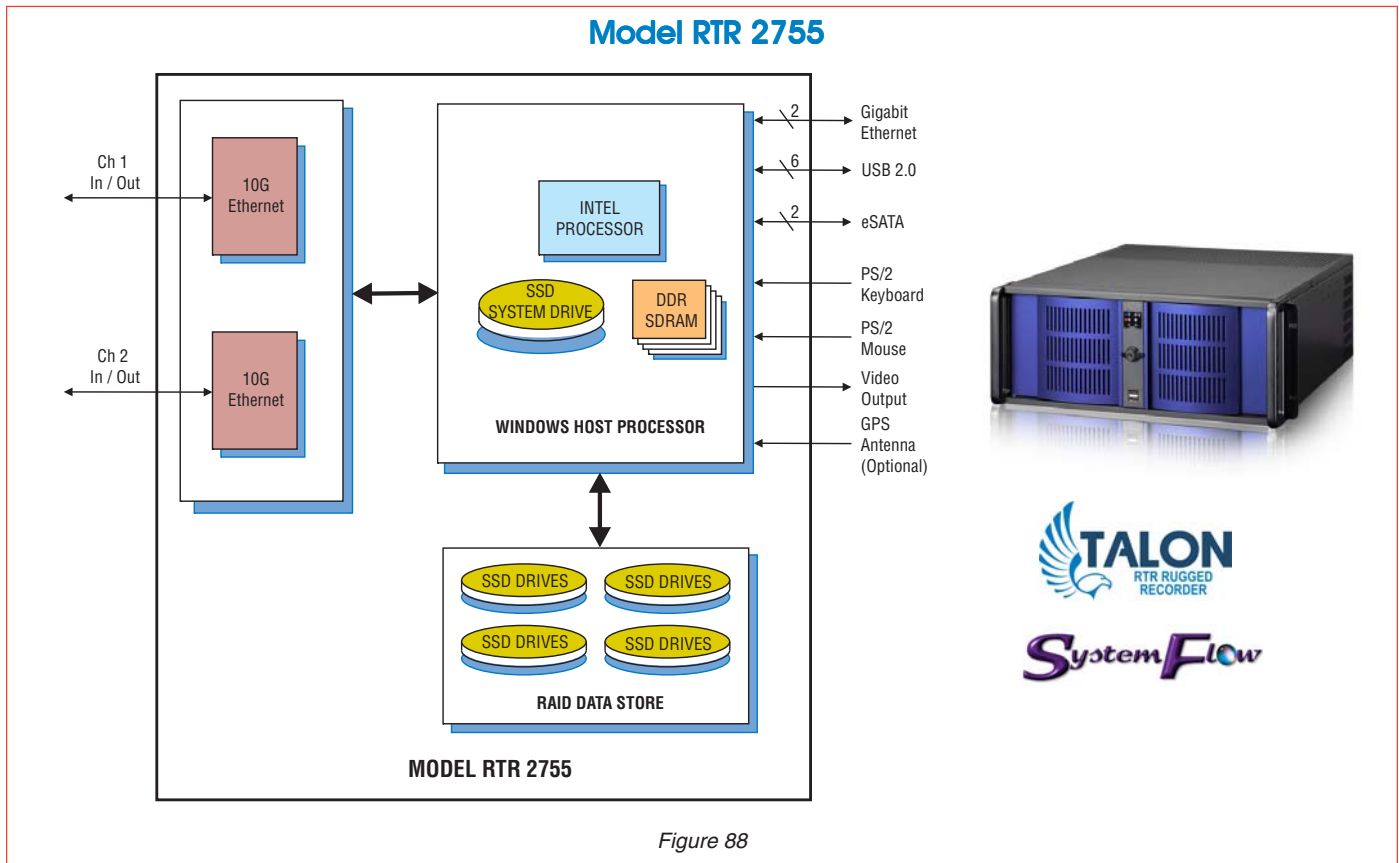 Model RTR 2755
Ch 1
In / Out
10G
Ethernet
Ch 2
In / Out
10G
Ethernet
INTEL
PROCESSOR
SSD
SYSTEM DRIVE
DDR
SDRAM
WINDOWS HOST PROCESSOR
2
Gigabit
Ethernet
6
USB 2.0
2
eSATA
PS/2
Keyboard
PS/2
Mouse
Video
Output
GPS
Antenna
(Optional)
SSD DRIVES
SSD DRIVES
SSD DRIVES
SSD DRIVES
RAID DATA STORE
MODEL RTR 2755
TALON
RTR RUGGED
RECORDER
SystemFlow
Figure 88